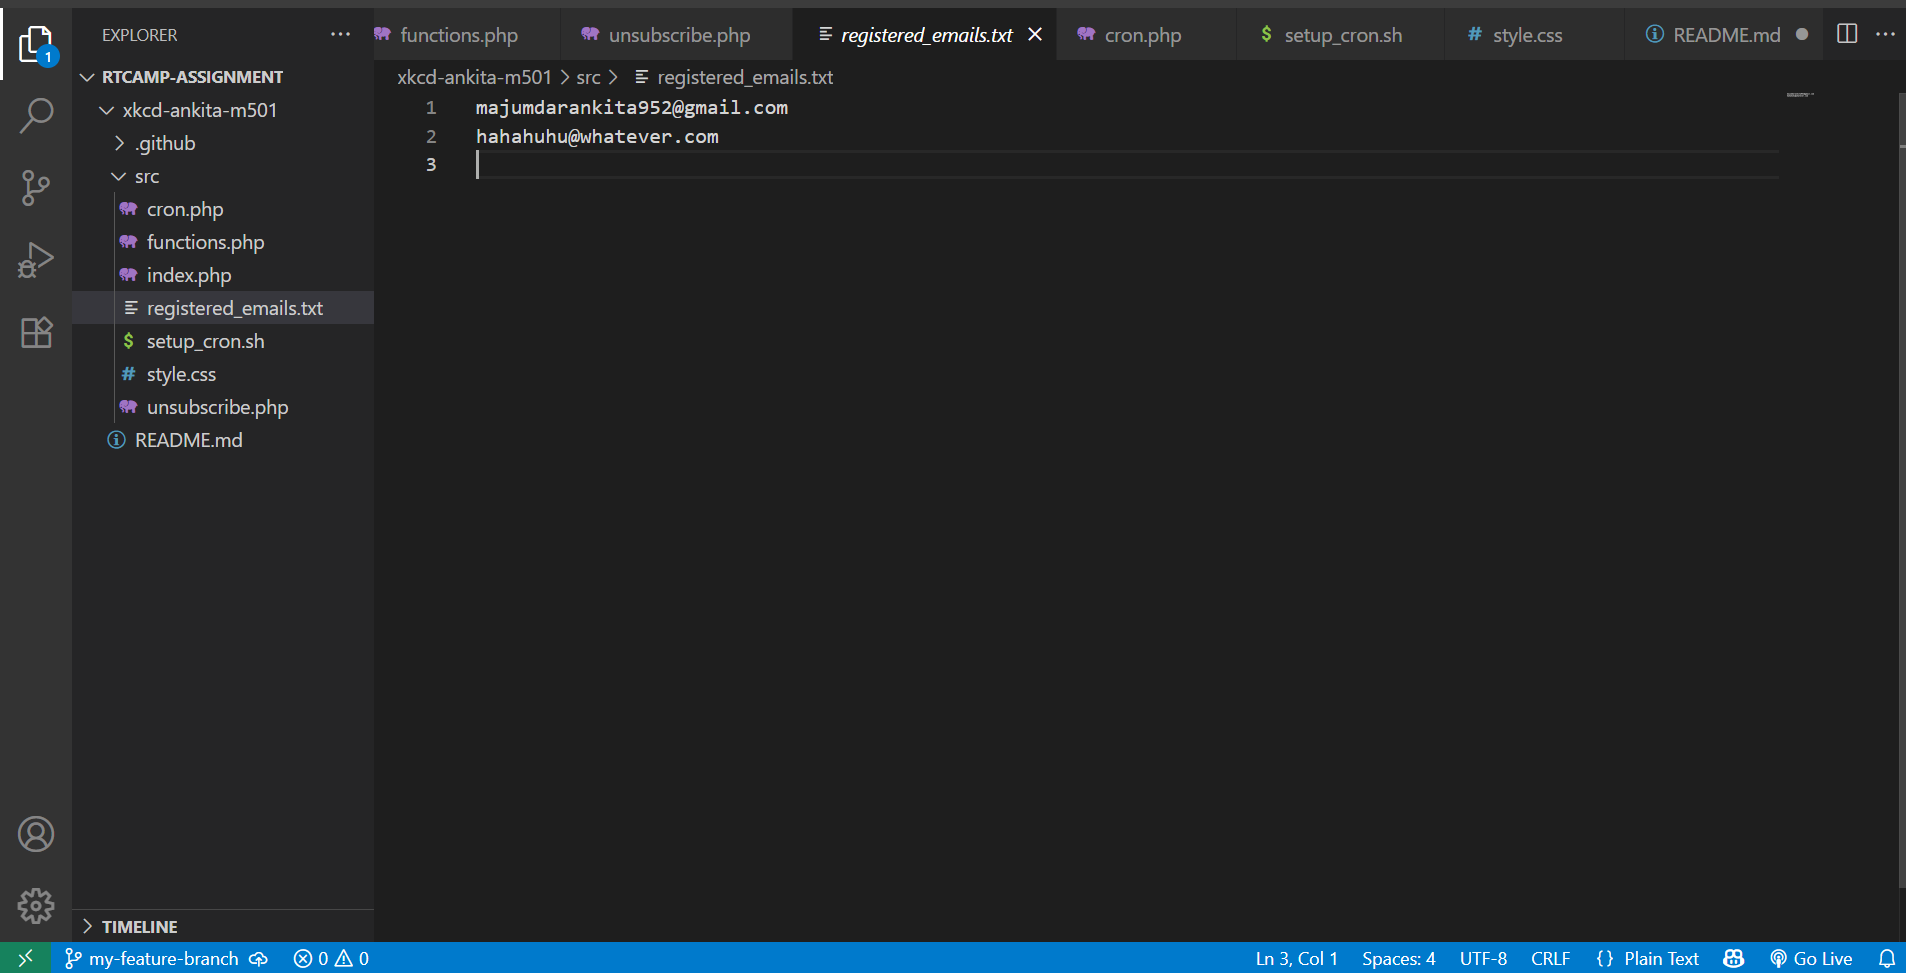 EXPLORER
RTCAMP-ASSIGNMENT
xkcd-ankita-m501
.github
src
cron.php
functions.php
index.php
registered_emails.txt
setup_cron.sh
style.css
unsubscribe.php
README.md
TIMELINE
functions.php unsubscribe.php registered_emails.txt cron.php setup_cron.sh style.css README.md
xkcd-ankita-m501 > src > registered_emails.txt
1 majumdarankita952@gmail.com
2 hahahuhu@whatever.com
3
1
my-feature-branch 0 0 Ln 3, Col 1 Spaces: 4 UTF-8 CRLF {} Plain Text Go Live